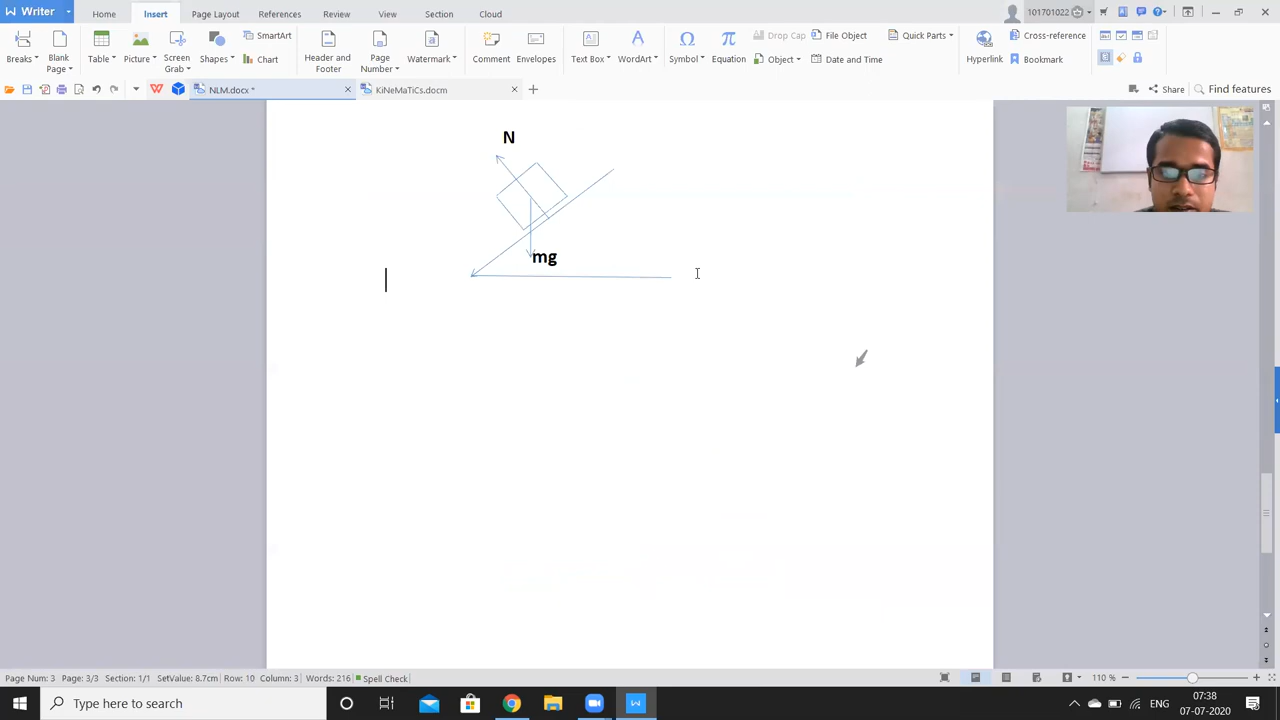 Writer Home Insert Page Layout References Review View Section Cloud 101701022
SmartArt Drop Cap File Object Quick Parts Cross-reference
Breaks Blank Page Table Picture Screen Grab Shapes Chart Header and Footer Page Number Watermark Comment Envelopes Text Box WordArt Symbol Equation Object Date and Time Hyperlink Bookmark
NLM.docx * KiNeMaTiCs.docm Share Find features
N
mg
Page Num: 3 Page: 3/3 Section: 1/1 SetValue: 8.7cm Row: 10 Column: 3 Words: 216 Spell Check 110 %
Type here to search ENG 07:38
07-07-2020